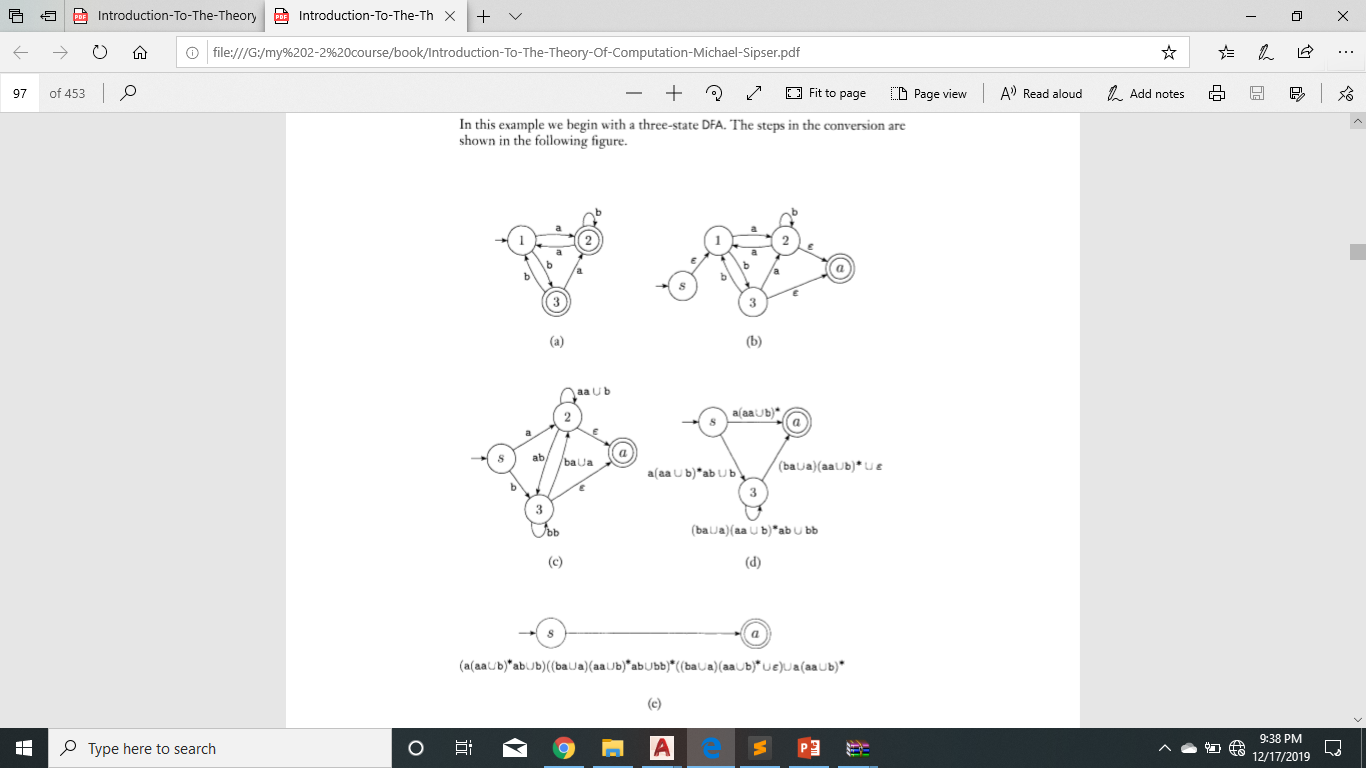 Introduction-To-The-Theory
Introduction-To-The-Th
file:///G:/my%202-2%20course/book/Introduction-To-The-Theory-Of-Computation-Michael-Sipser.pdf
97 of 453
Fit to page
Page view
Read aloud
Add notes
In this example we begin with a three-state DFA. The steps in the conversion are
shown in the following figure.
b
1 a 2
a
b b a
3
(a)
b
1 a 2 ε
a
ε b b a a
s
3 ε
(b)
aa ∪ b
2
a ε
s ab ba∪a a
b ε
3
bb
(c)
s a(aa∪b)* a
a(aa ∪ b)*ab ∪ b (ba∪a)(aa∪b)* ∪ ε
3
(ba∪a)(aa ∪ b)*ab ∪ bb
(d)
s a
(a(aa∪b)*ab∪b)((ba∪a)(aa∪b)*ab∪bb)*((ba∪a)(aa∪b)*∪ε)∪a(aa∪b)*
(e)
Type here to search
9:38 PM
12/17/2019